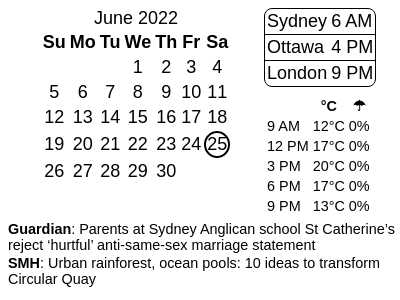 June 2022
Su Mo Tu We Th Fr Sa
1 2 3 4
5 6 7 8 9 10 11
12 13 14 15 16 17 18
19 20 21 22 23 24 25
26 27 28 29 30
Sydney 6 AM
Ottawa 4 PM
London 9 PM
°C ☂
9 AM 12°C 0%
12 PM 17°C 0%
3 PM 20°C 0%
6 PM 17°C 0%
9 PM 13°C 0%
Guardian: Parents at Sydney Anglican school St Catherine’s
reject ‘hurtful’ anti-same-sex marriage statement
SMH: Urban rainforest, ocean pools: 10 ideas to transform
Circular Quay